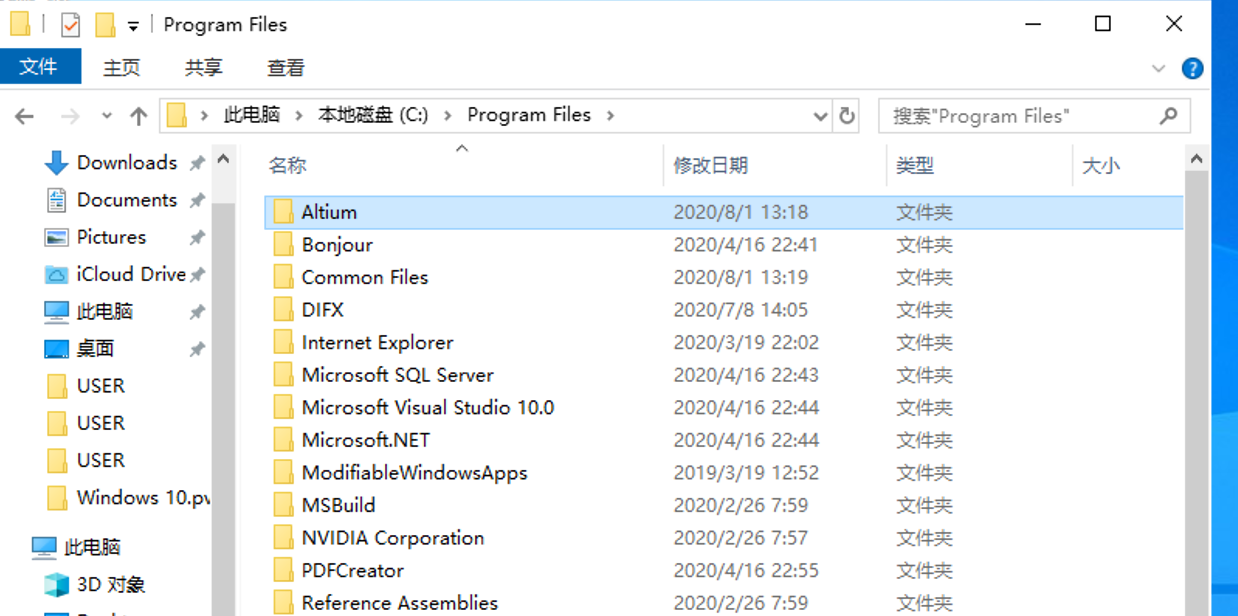 Program Files
文件 主页 共享 查看
此电脑 本地磁盘 (C:) Program Files 搜索"Program Files"
名称 修改日期 类型 大小
Downloads
Documents
Pictures
iCloud Drive
此电脑
桌面
USER
USER
USER
Windows 10.pv
此电脑
3D 对象
Altium 2020/8/1 13:18 文件夹
Bonjour 2020/4/16 22:41 文件夹
Common Files 2020/8/1 13:19 文件夹
DIFX 2020/7/8 14:05 文件夹
Internet Explorer 2020/3/19 22:02 文件夹
Microsoft SQL Server 2020/4/16 22:43 文件夹
Microsoft Visual Studio 10.0 2020/4/16 22:44 文件夹
Microsoft.NET 2020/4/16 22:44 文件夹
ModifiableWindowsApps 2019/3/19 12:52 文件夹
MSBuild 2020/2/26 7:59 文件夹
NVIDIA Corporation 2020/2/26 7:57 文件夹
PDFCreator 2020/4/16 22:55 文件夹
Reference Assemblies 2020/2/26 7:59 文件夹